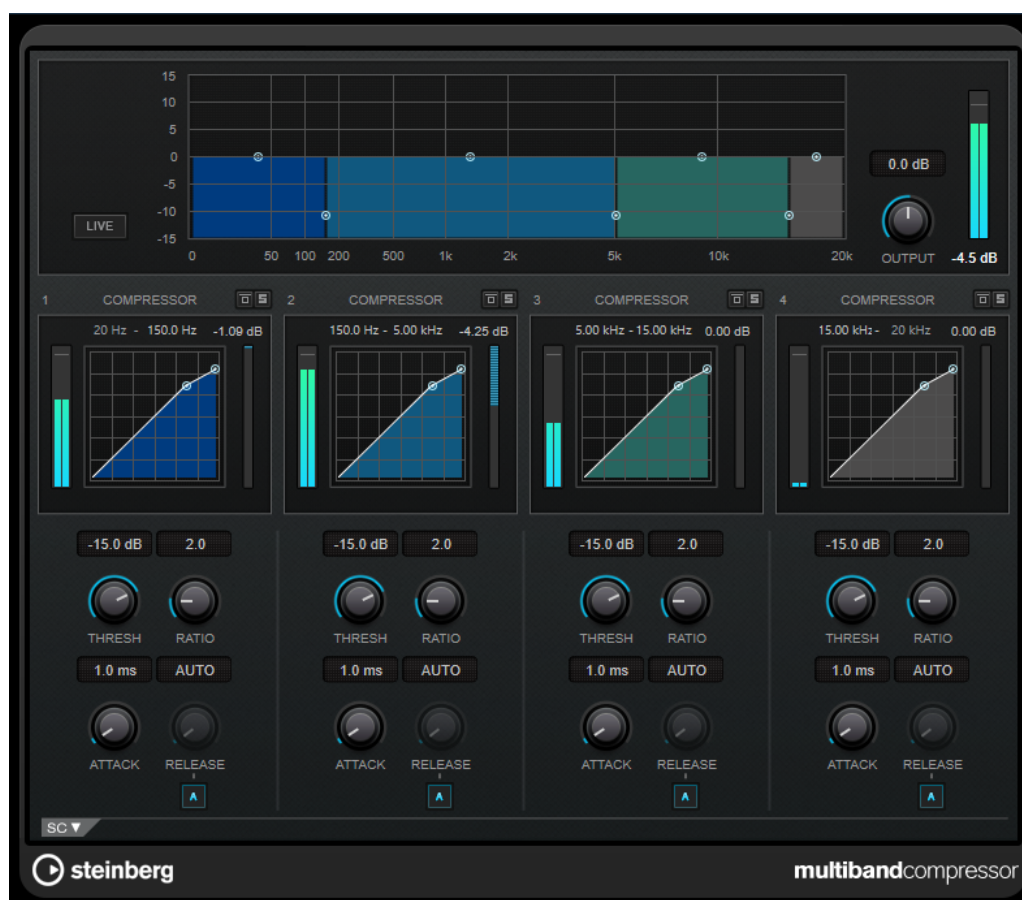 15
10
5
0
-5
-10
-15
LIVE
0 50 100 200 500 1k 2k 5k 10k 20k
0.0 dB
OUTPUT -4.5 dB
1 COMPRESSOR S 2 COMPRESSOR S 3 COMPRESSOR S 4 COMPRESSOR S
20 Hz - 150.0 Hz -1.09 dB 150.0 Hz - 5.00 kHz -4.25 dB 5.00 kHz - 15.00 kHz 0.00 dB 15.00 kHz - 20 kHz 0.00 dB
-15.0 dB 2.0 -15.0 dB 2.0 -15.0 dB 2.0 -15.0 dB 2.0
THRESH RATIO THRESH RATIO THRESH RATIO THRESH RATIO
1.0 ms AUTO 1.0 ms AUTO 1.0 ms AUTO 1.0 ms AUTO
ATTACK RELEASE ATTACK RELEASE ATTACK RELEASE ATTACK RELEASE
A A A A
SC ▼
steinberg multibandcompressor